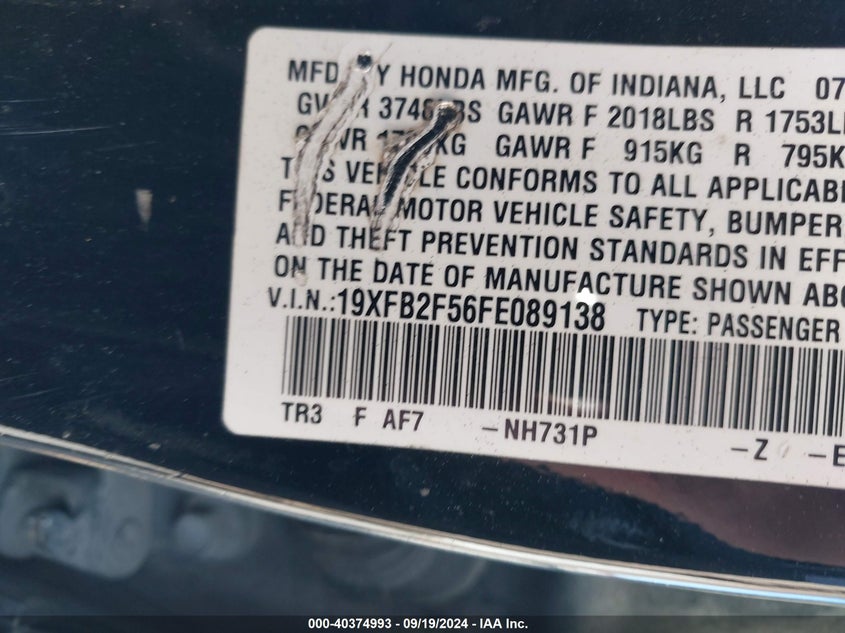 MFD Y HONDA MFG. OF INDIANA, LLC 07
GAWR F 2018LBS R 1753L
GAWR F 915KG R 795K
VEHICLE CONFORMS TO ALL APPLICAB
MOTOR VEHICLE SAFETY, BUMPER
AND THEFT PREVENTION STANDARDS IN EFF
ON THE DATE OF MANUFACTURE SHOWN ABO
V.I.N.:19XFB2F56FE089138 TYPE: PASSENGER
TR3 F AF7 -NH731P -Z -E
000-40374993 - 09/19/2024 - IAA Inc.